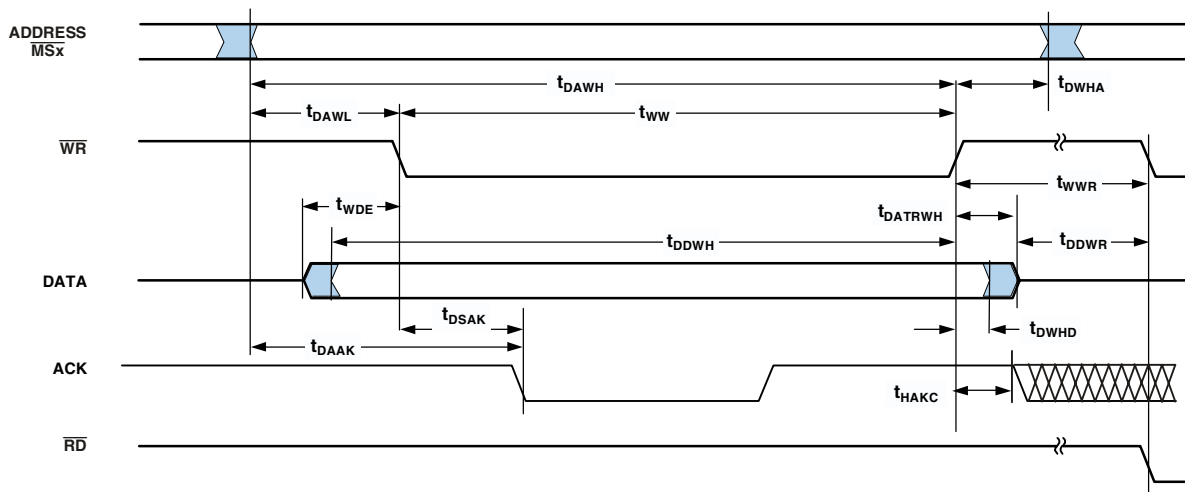 ADDRESS
MSx
tDAWH
tDWHA
tDAWL
tWW
WR
tWWR
tWDE
tDATRWH
tDDWH
tDDWR
DATA
tDSAK
tDWHD
tDAAK
ACK
tHAKC
RD